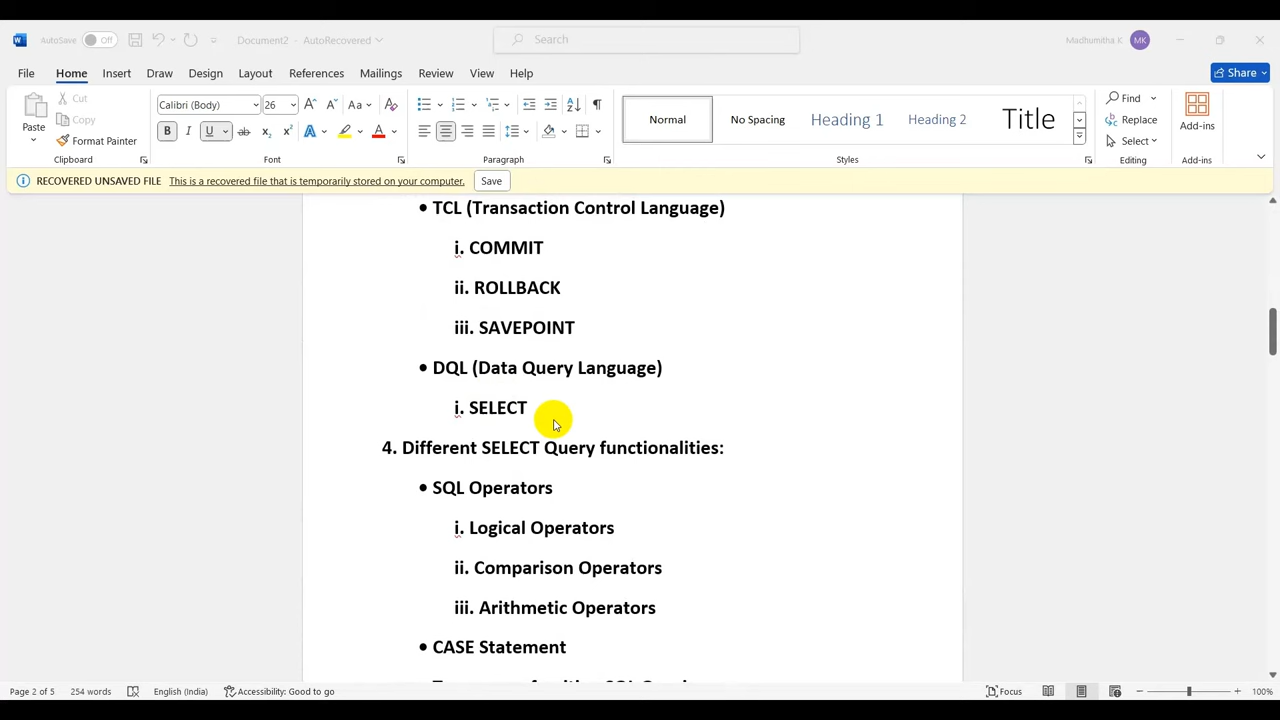 AutoSave Off
Document2 - AutoRecovered
Search
Madhumitha K MK
File Home Insert Draw Design Layout References Mailings Review View Help
Share
Paste
Cut
Copy
Format Painter
Clipboard
Calibri (Body) 26
Font
Paragraph
Normal No Spacing Heading 1 Heading 2 Title
Styles
Find
Replace
Select
Editing
Add-ins
Add-ins
RECOVERED UNSAVED FILE This is a recovered file that is temporarily stored on your computer. Save
• TCL (Transaction Control Language)
i. COMMIT
ii. ROLLBACK
iii. SAVEPOINT
• DQL (Data Query Language)
i. SELECT
4. Different SELECT Query functionalities:
• SQL Operators
i. Logical Operators
ii. Comparison Operators
iii. Arithmetic Operators
• CASE Statement
Page 2 of 5 254 words English (India) Accessibility: Good to go Focus 100%